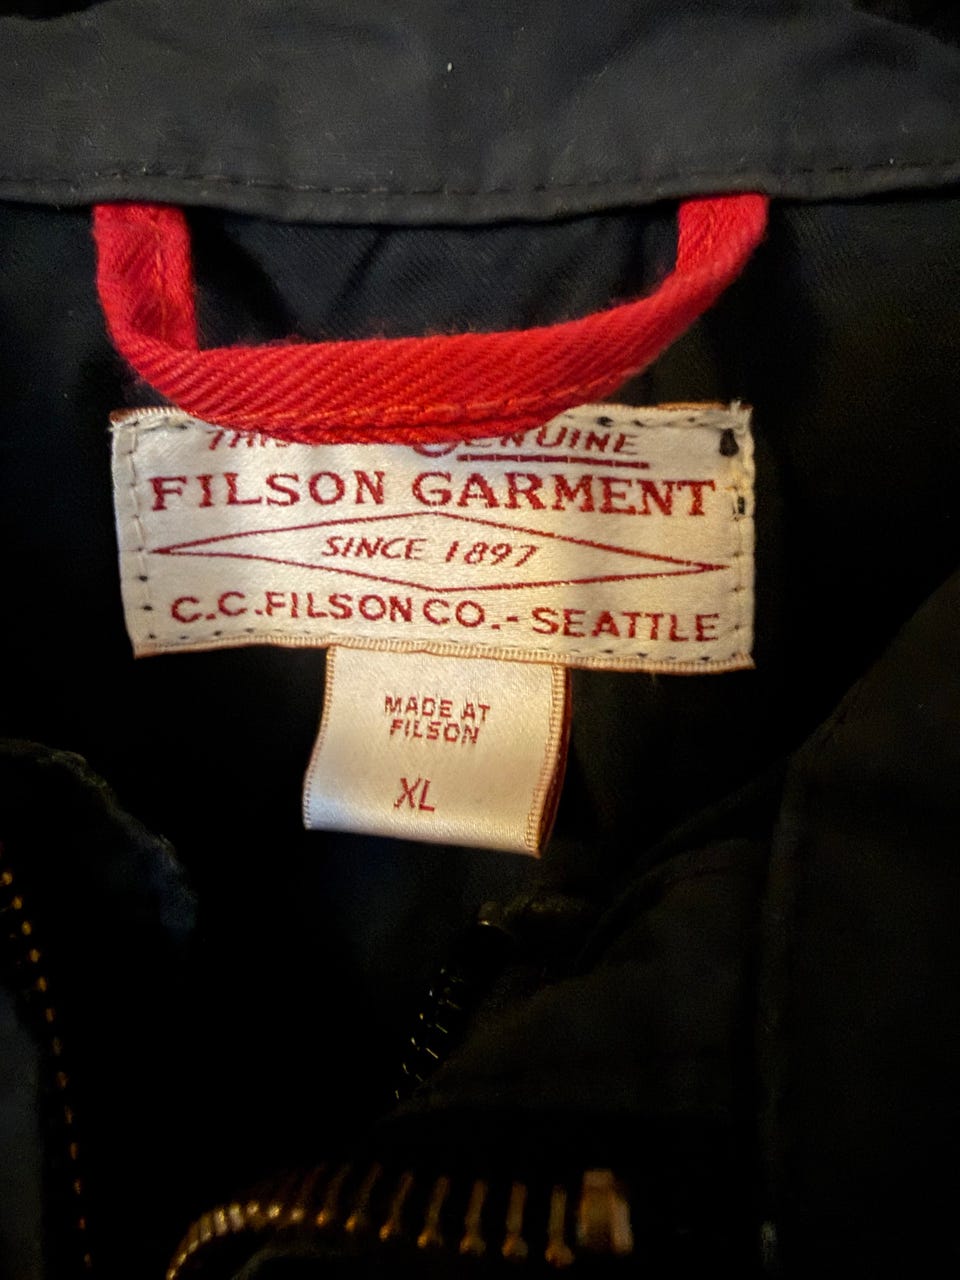 GENUINE
FILSON GARMENT
SINCE 1897
C.C.FILSON CO.-SEATTLE
MADE AT
FILSON
XL